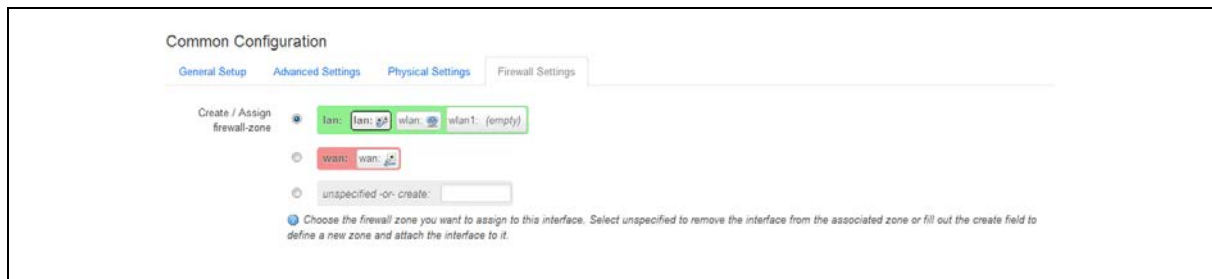 Common Configuration
General Setup Advanced Settings Physical Settings Firewall Settings
Create / Assign
firewall-zone
lan: lan: wlan: wlan1: (empty)
wan: wan:
unspecified -or- create:
Choose the firewall zone you want to assign to this interface. Select unspecified to remove the interface from the associated zone or fill out the create field to
define a new zone and attach the interface to it.